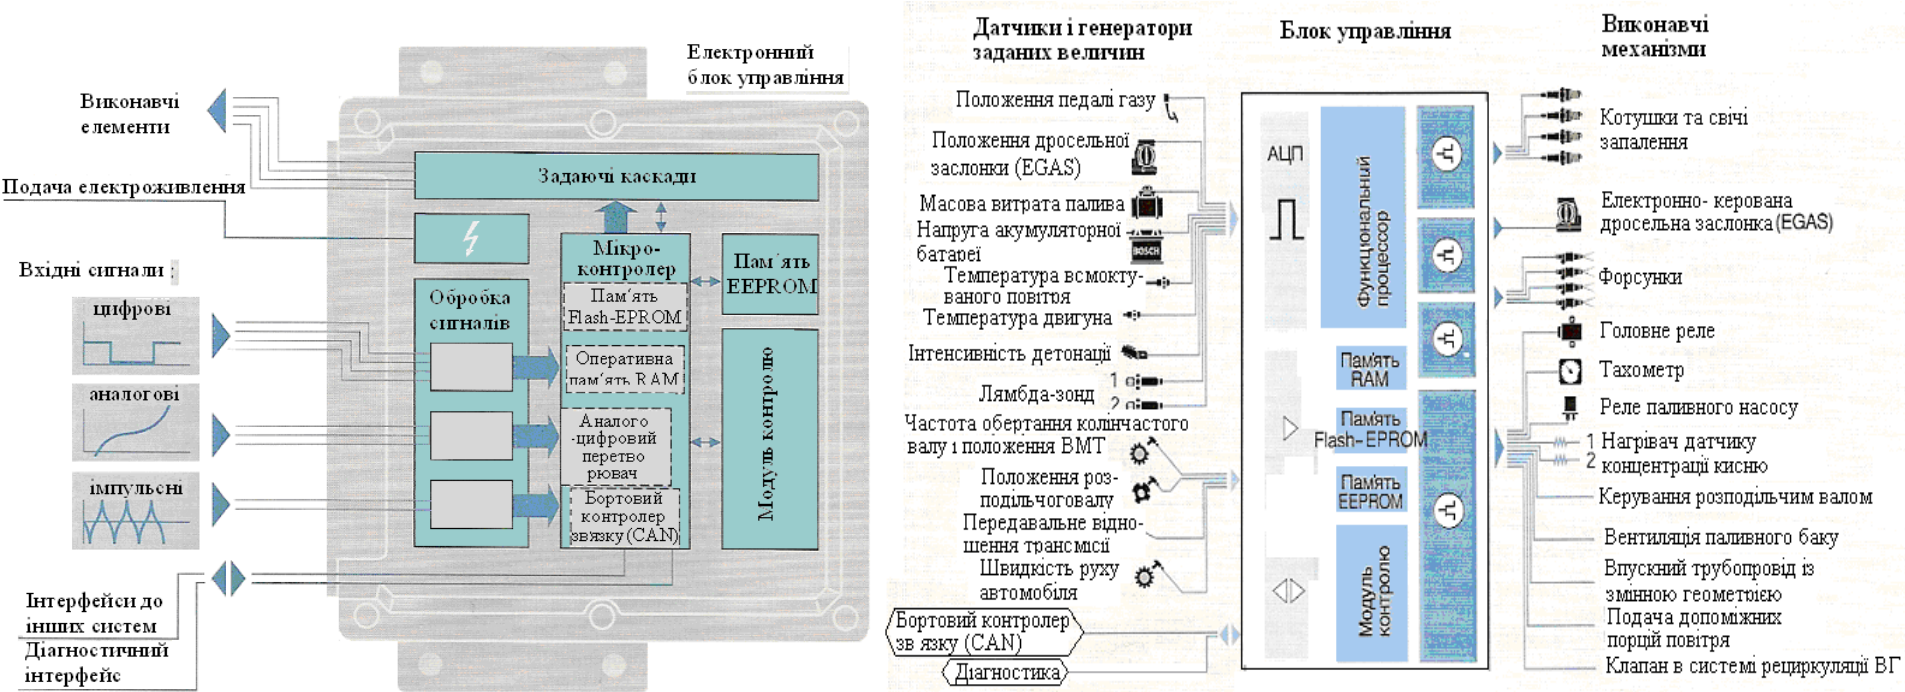 Електронний
блок управління
Виконавчі
елементи
Задаючі каскади
Подача електроживлення
Мікро-
контролер
Пам´ять
EEPROM
Вхідні сигнали :
Обробка
сигналів
Пам´ять
Flash-EPROM
цифрові
Оперативна
пам´ять RAM
аналогові
Аналого
-цифровий
перетво
рювач
Модуль контролю
імпульсні
Бортовий
контролер
звязку (CAN)
Інтерфейси до
інших систем
Діагностичний
інтерфейс
Датчики і генератори
заданих величин
Блок управління
Виконавчі
механізми
Положення педалі газу
Положення дросельної
заслонки (EGAS)
Масова витрата палива
Напруга акумуляторної
батареї
BOSCH
Температура всмокту-
ваного повітря
Температура двигуна
Інтенсивність детонації
1
Лямбда-зонд
2
Частота обертання колінчастого
валу і положення ВМТ
Положення роз-
подільчоговалу
Передавальне відно-
шення трансмісії
Швидкість руху
автомобіля
Бортовий контролер
зв язку (CAN)
Діагностика
АЦП
Функціональний
процессор
Пам'ять
RAM
Пам'ять
Flash-EPROM
Пам'ять
EEPROM
Модуль
контролю
Котушки та свічі
запалення
Електронно- керована
дросельна заслонка (EGAS)
Форсунки
Головне реле
Тахометр
Реле паливного насосу
1 Нагрівач датчику
2 концентрації кисню
Керування розподільчим валом
Вентиляція паливного баку
Впускний трубопровід із
змінною геометрією
Подача допоміжних
порцій повітря
Клапан в системі рециркуляції ВГ